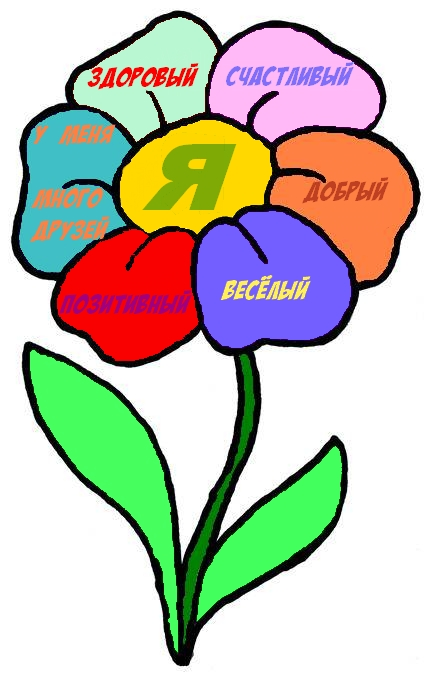 ЗДОРОВЫЙ
СЧАСТЛИВЫЙ
У МЕНЯ
МНОГО
ДРУЗЕЙ
Я
ДОБРЫЙ
ПОЗИТИВНЫЙ
ВЕСЁЛЫЙ